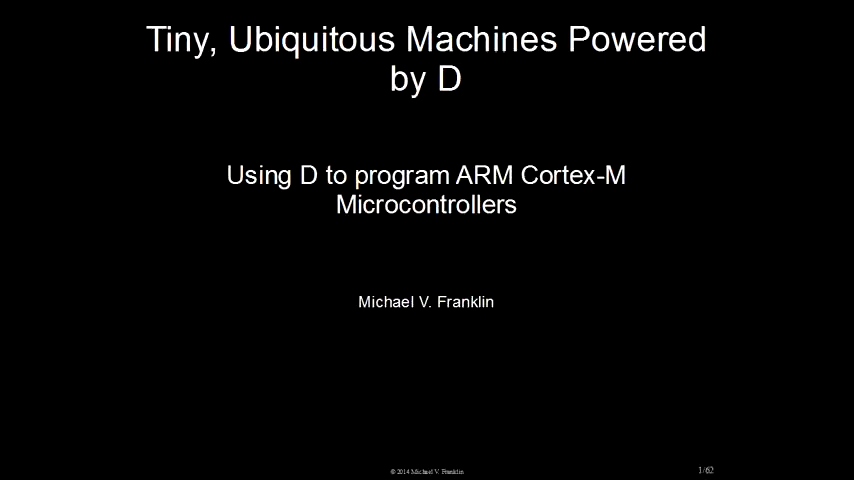 Tiny, Ubiquitous Machines Powered
by D
Using D to program ARM Cortex-M
Microcontrollers
Michael V. Franklin
© 2014 Michael V. Franklin
1/62